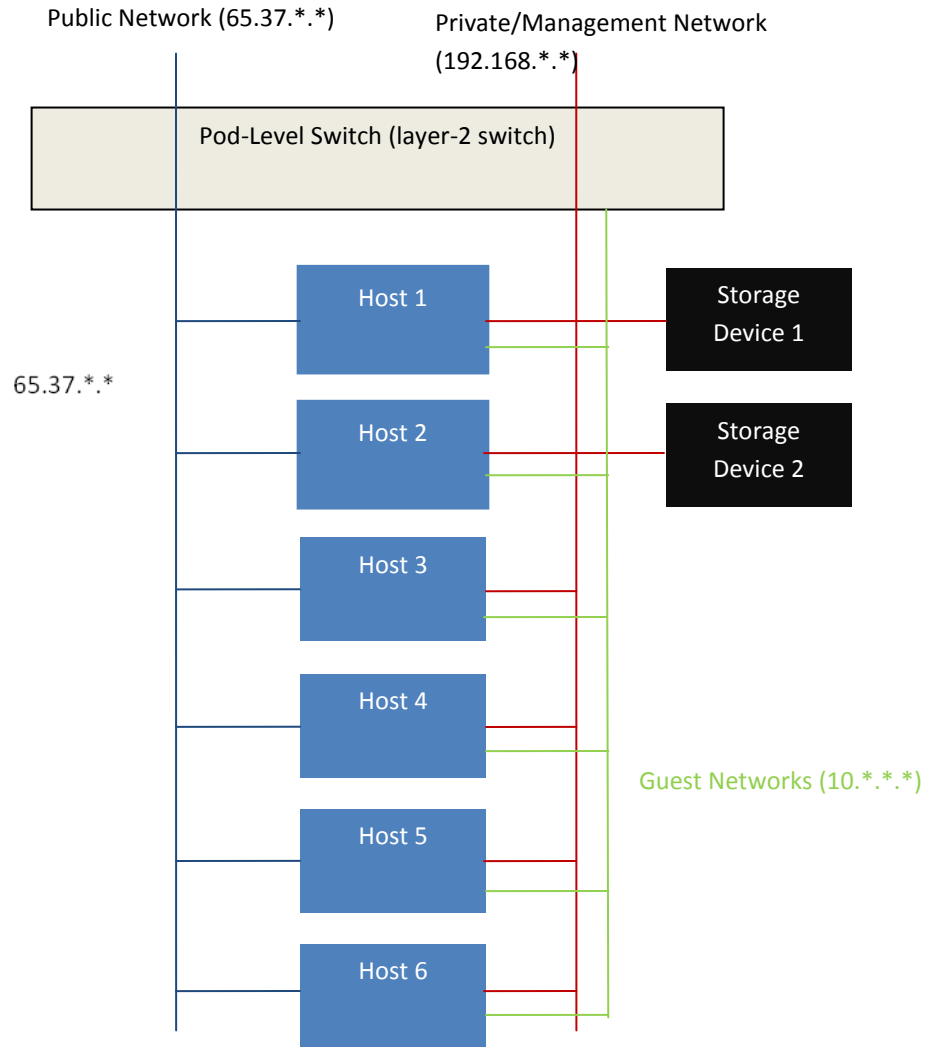 Public Network (65.37.*.*)
Private/Management Network
(192.168.*.*)
Pod-Level Switch (layer-2 switch)
Host 1
Storage
Device 1
65.37.*.*
Host 2
Storage
Device 2
Host 3
Host 4
Guest Networks (10.*.*.*)
Host 5
Host 6